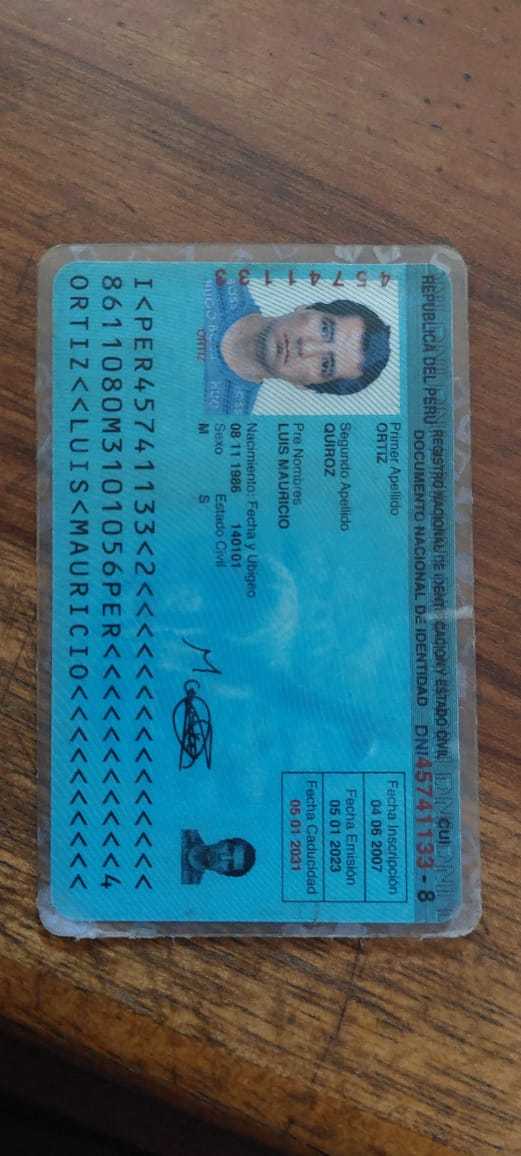 REPUBLICA DEL PERÚ REGISTRO NACIONAL DE IDENTIFICACION Y ESTADO CIVIL CUI
DOCUMENTO NACIONAL DE IDENTIDAD DNI 45741133 - 8
45741133
Primer Apellido
ORTIZ
Segundo Apellido
QUIROZ
Pre Nombres
LUIS MAURICIO
Nacimiento: Fecha y Ubigeo
08 11 1986 140101
Sexo Estado Civil
M S
Fecha Inscripción
04 06 2007
Fecha Emisión
05 01 2023
Fecha Caducidad
05 01 2031
ORTIZ
I<PER45741133<2<<<<<<<<<<<<<<<
8611080M3101056PER<<<<<<<<<<<4
ORTIZ<<LUIS<MAURICIO<<<<<<<<<<